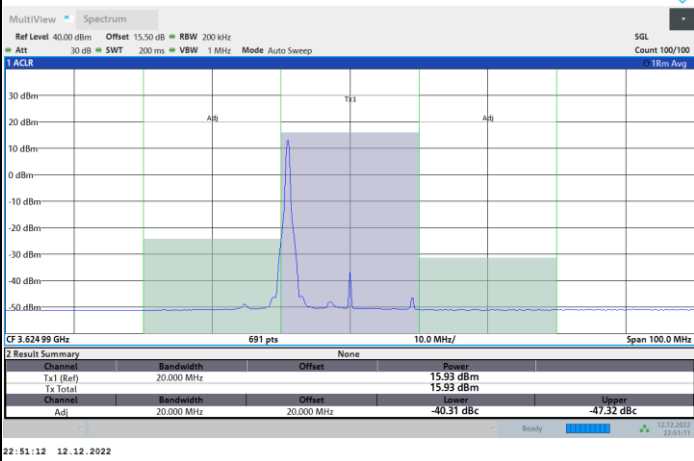 MultiView Spectrum
Ref Level 40.00 dBm Offset 15.50 dB RBW 200 kHz SGL
Att 30 dB SWT 200 ms VBW 1 MHz Mode Auto Sweep Count 100/100
1 ACLR 1Rm Avg
30 dBm
Tx1
20 dBm
Adj Adj
10 dBm
0 dBm
-10 dBm
-20 dBm
-30 dBm
-40 dBm
-50 dBm
CF 3.62499 GHz 691 pts 10.0 MHz/ Span 100.0 MHz
2 Result Summary None
Channel Bandwidth Offset Power
Tx1 (Ref) 20.000 MHz 15.93 dBm
Tx Total 15.93 dBm
Channel Bandwidth Offset Lower Upper
Adj 20.000 MHz 20.000 MHz -40.31 dBc -47.32 dBc
Ready 12.12.2022
22:51:11
22:51:12 12.12.2022